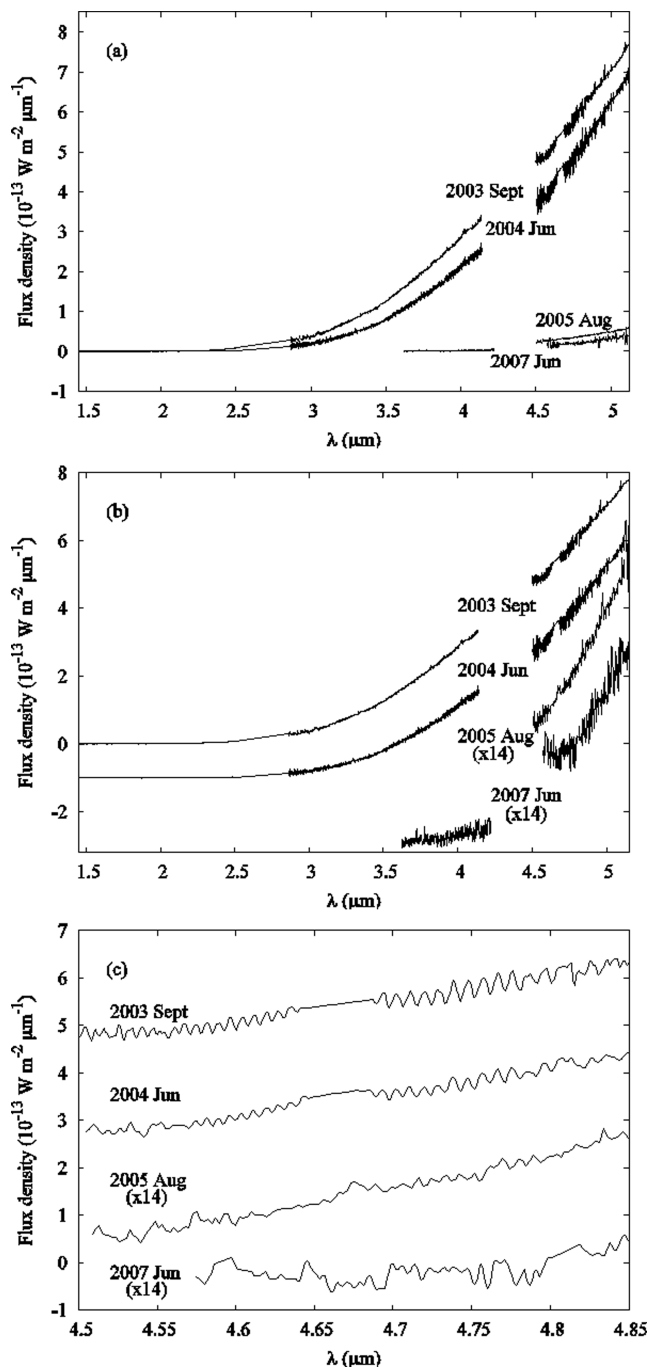 (a)
Flux density (10-13 W m-2 μm-1)
8
7
6
5
4
3
2
1
0
-1
2003 Sept
2004 Jun
2005 Aug
2007 Jun
1.5 2 2.5 3 3.5 4 4.5 5
λ (μm)
(b)
Flux density (10-13 W m-2 μm-1)
8
6
4
2
0
-2
2003 Sept
2004 Jun
2005 Aug
(x14)
2007 Jun
(x14)
1.5 2 2.5 3 3.5 4 4.5 5
λ (μm)
(c)
Flux density (10-13 W m-2 μm-1)
7
6
5
4
3
2
1
0
-1
2003 Sept
2004 Jun
2005 Aug
(x14)
2007 Jun
(x14)
4.5 4.55 4.6 4.65 4.7 4.75 4.8 4.85
λ (μm)